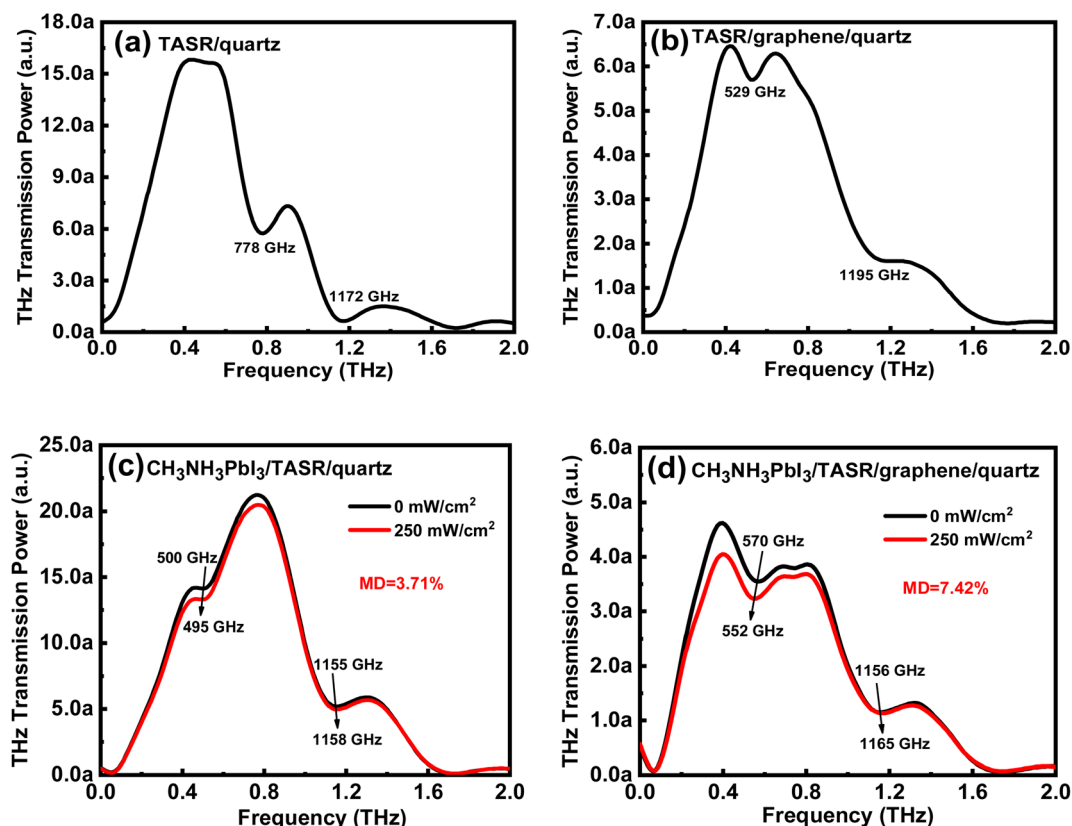 (a) TASR/quartz
THz Transmission Power (a.u.)
18.0a
15.0a
12.0a
9.0a
6.0a
3.0a
0.0a
778 GHz
1172 GHz
0.0 0.4 0.8 1.2 1.6 2.0
Frequency (THz)
(b) TASR/graphene/quartz
THz Transmission Power (a.u.)
7.0a
6.0a
5.0a
4.0a
3.0a
2.0a
1.0a
0.0a
529 GHz
1195 GHz
0.0 0.4 0.8 1.2 1.6 2.0
Frequency (THz)
(c) CH₃NH₃PbI₃/TASR/quartz
THz Transmission Power (a.u.)
25.0a
20.0a
15.0a
10.0a
5.0a
0.0a
0 mW/cm²
250 mW/cm²
MD=3.71%
500 GHz
495 GHz
1155 GHz
1158 GHz
0.0 0.4 0.8 1.2 1.6 2.0
Frequency (THz)
(d) CH₃NH₃PbI₃/TASR/graphene/quartz
THz Transmission Power (a.u.)
6.0a
5.0a
4.0a
3.0a
2.0a
1.0a
0.0a
0 mW/cm²
250 mW/cm²
MD=7.42%
570 GHz
552 GHz
1156 GHz
1165 GHz
0.0 0.4 0.8 1.2 1.6 2.0
Frequency (THz)